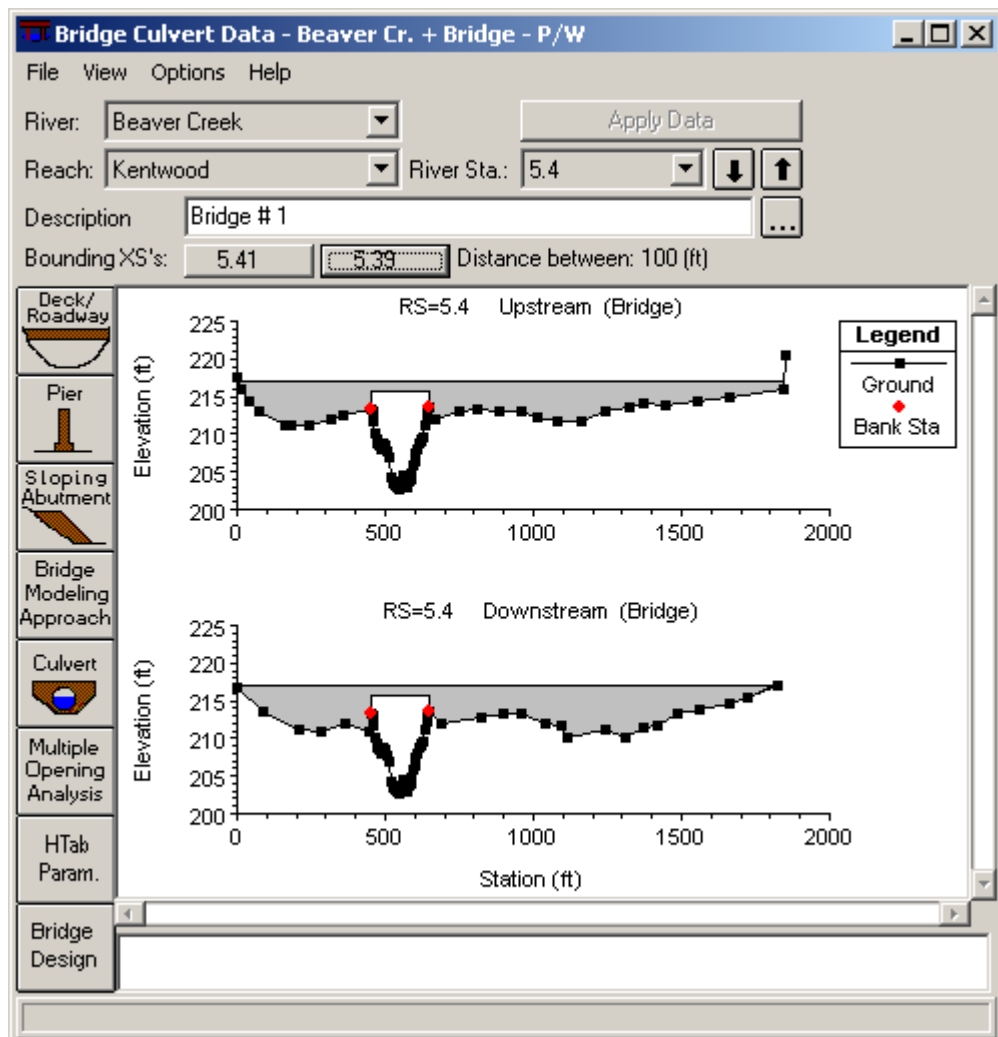 Bridge Culvert Data - Beaver Cr. + Bridge - P/W
File View Options Help
River: Beaver Creek Apply Data
Reach: Kentwood River Sta.: 5.4
Description Bridge # 1 ...
Bounding XS's: 5.41 5.39 Distance between: 100 (ft)
Deck/
Roadway
Pier
Sloping
Abutment
Bridge
Modeling
Approach
Culvert
Multiple
Opening
Analysis
HTab
Param.
Bridge
Design
RS=5.4 Upstream (Bridge)
225
220
215
210
205
200
Elevation (ft)
0 500 1000 1500 2000
Legend
Ground
Bank Sta
RS=5.4 Downstream (Bridge)
225
220
215
210
205
200
Elevation (ft)
0 500 1000 1500 2000
Station (ft)